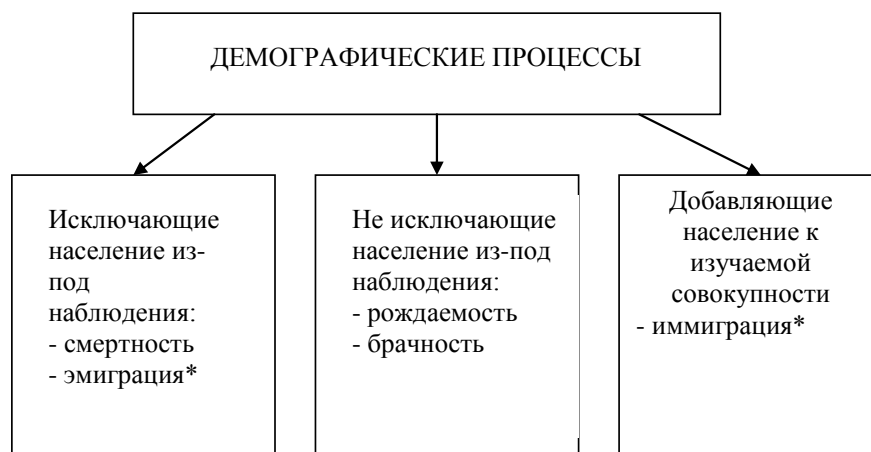 ДЕМОГРАФИЧЕСКИЕ ПРОЦЕССЫ
Исключающие
население из-
под
наблюдения:
- смертность
- эмиграция*
Не исключающие
население из-под
наблюдения:
- рождаемость
- брачность
Добавляющие
население к
изучаемой
совокупности
- иммиграция*